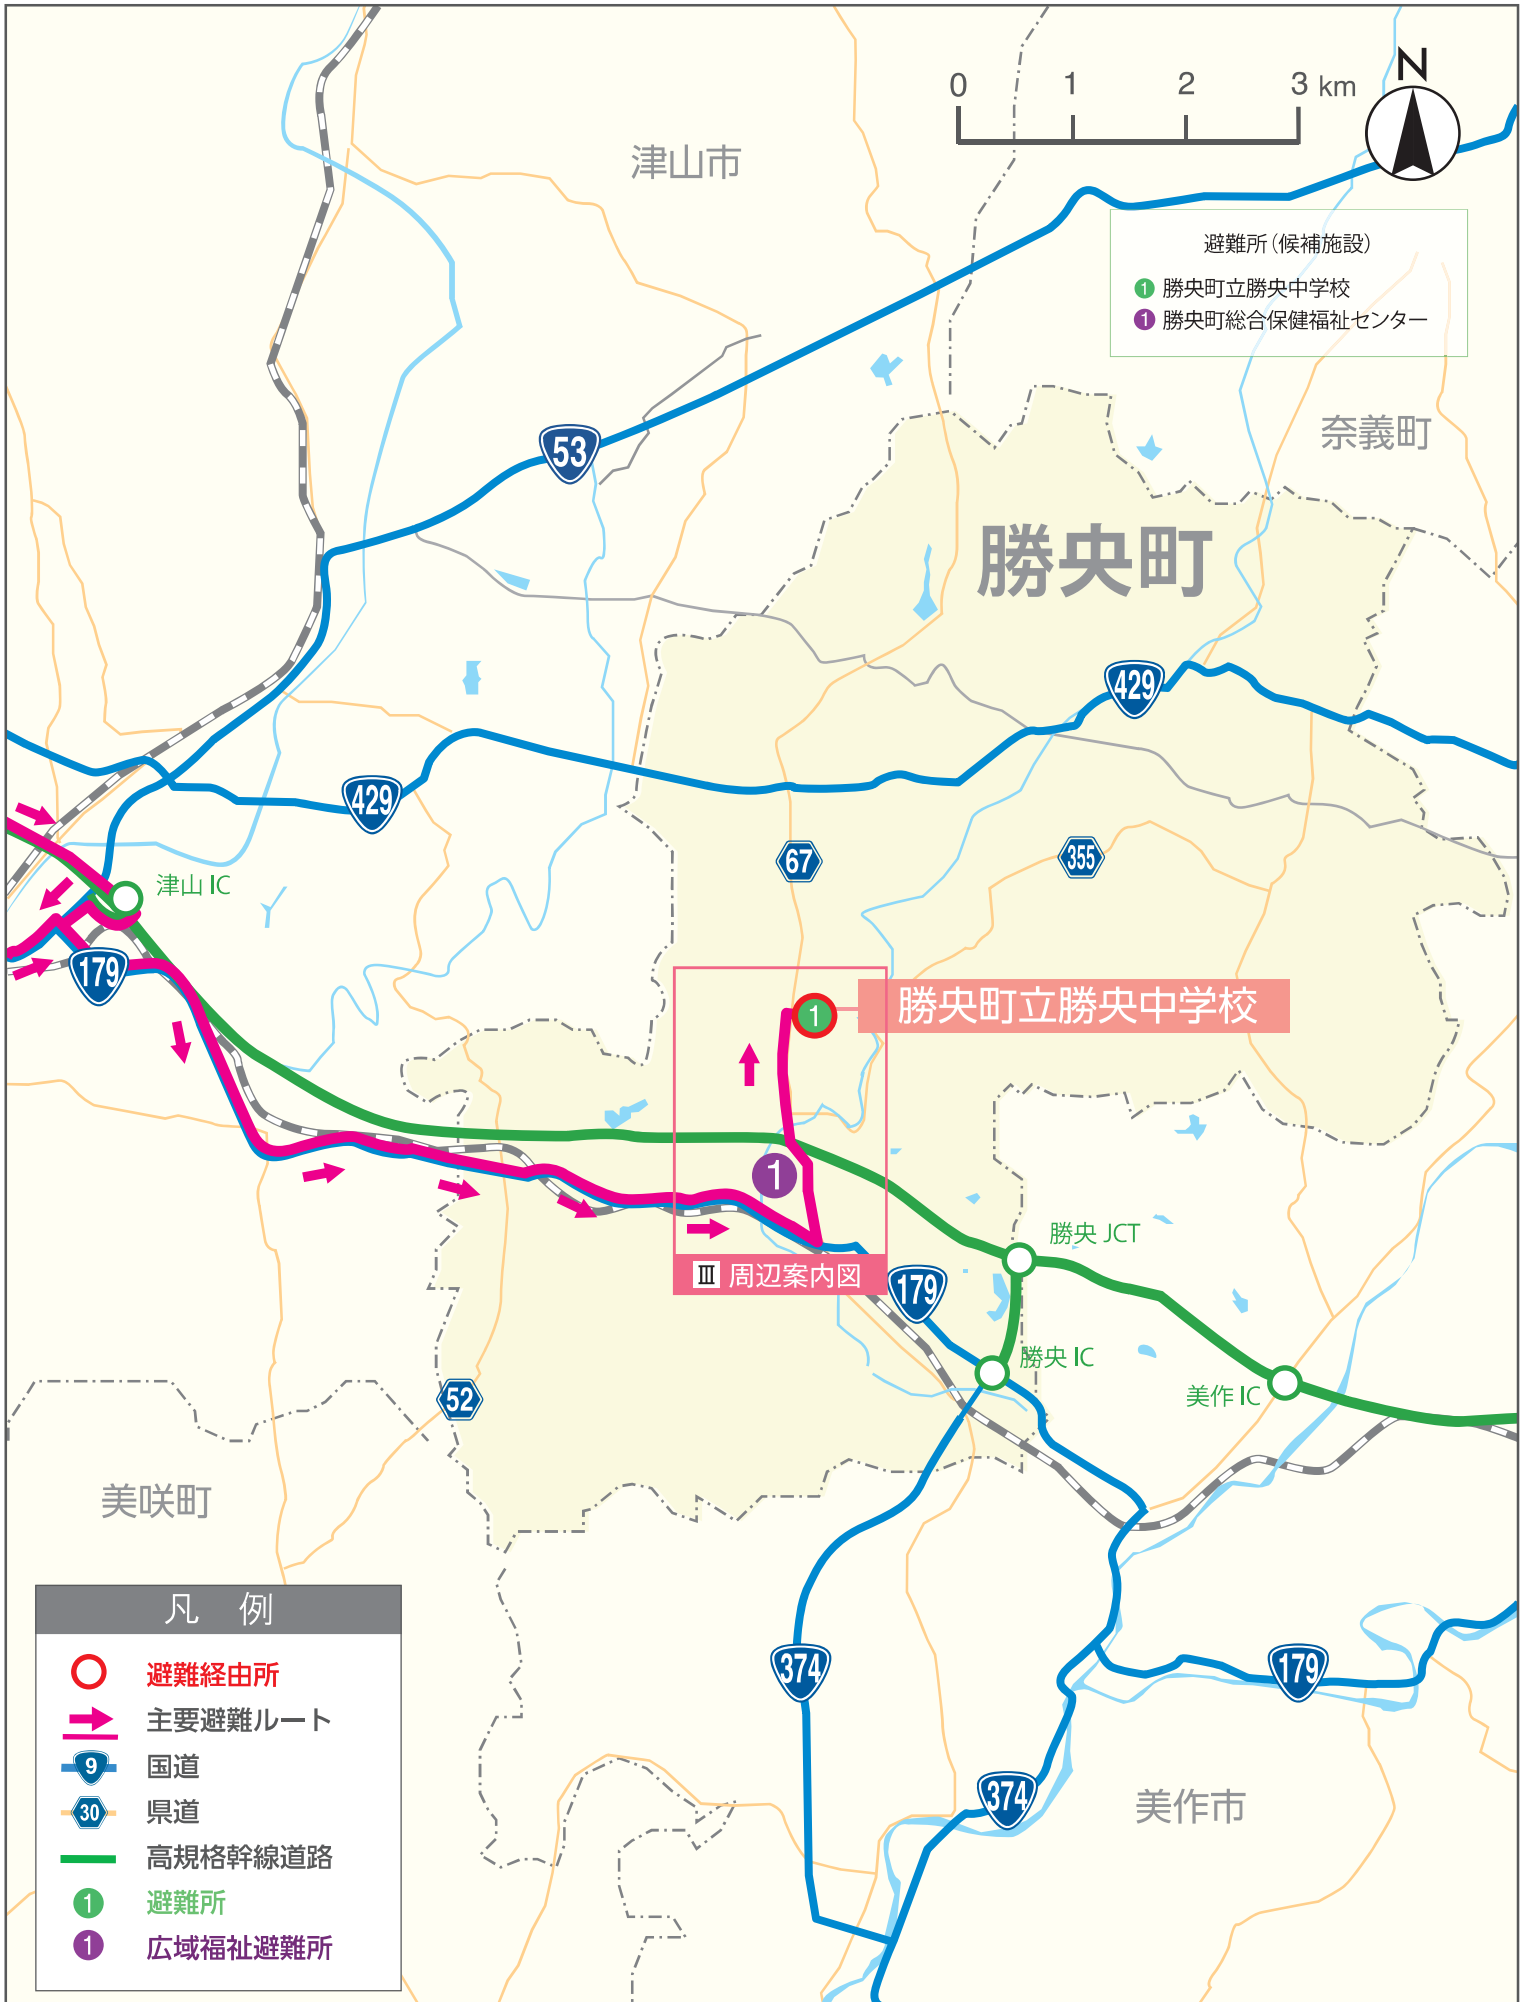 0 1 2 3 km
N
津山市
避難所(候補施設)
1 勝央町立勝央中学校
1 勝央町総合保健福祉センター
奈義町
53
勝央町
429
429
67
355
津山 IC
179
1
勝央町立勝央中学校
1
勝央 JCT
Ⅲ 周辺案内図
179
勝央 IC
美作 IC
52
美咲町
凡 例
避難経由所
主要避難ルート
9 国道
30 県道
高規格幹線道路
1 避難所
1 広域福祉避難所
374
179
374
美作市